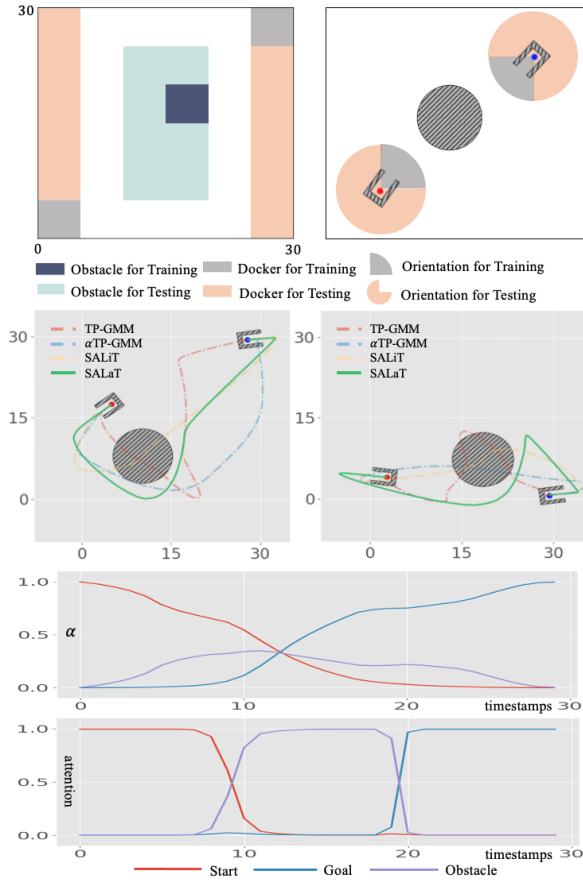 30
0
30
Obstacle for Training
Docker for Training
Orientation for Training
Obstacle for Testing
Docker for Testing
Orientation for Testing
TP-GMM
αTP-GMM
SALiT
SALaT
30
15
0
0
15
30
TP-GMM
αTP-GMM
SALiT
SALaT
30
15
0
0
15
30
1.0
α
0.5
0.0
0
10
20
30
timestamps
1.0
attention
0.5
0.0
0
10
20
30
timestamps
Start
Goal
Obstacle